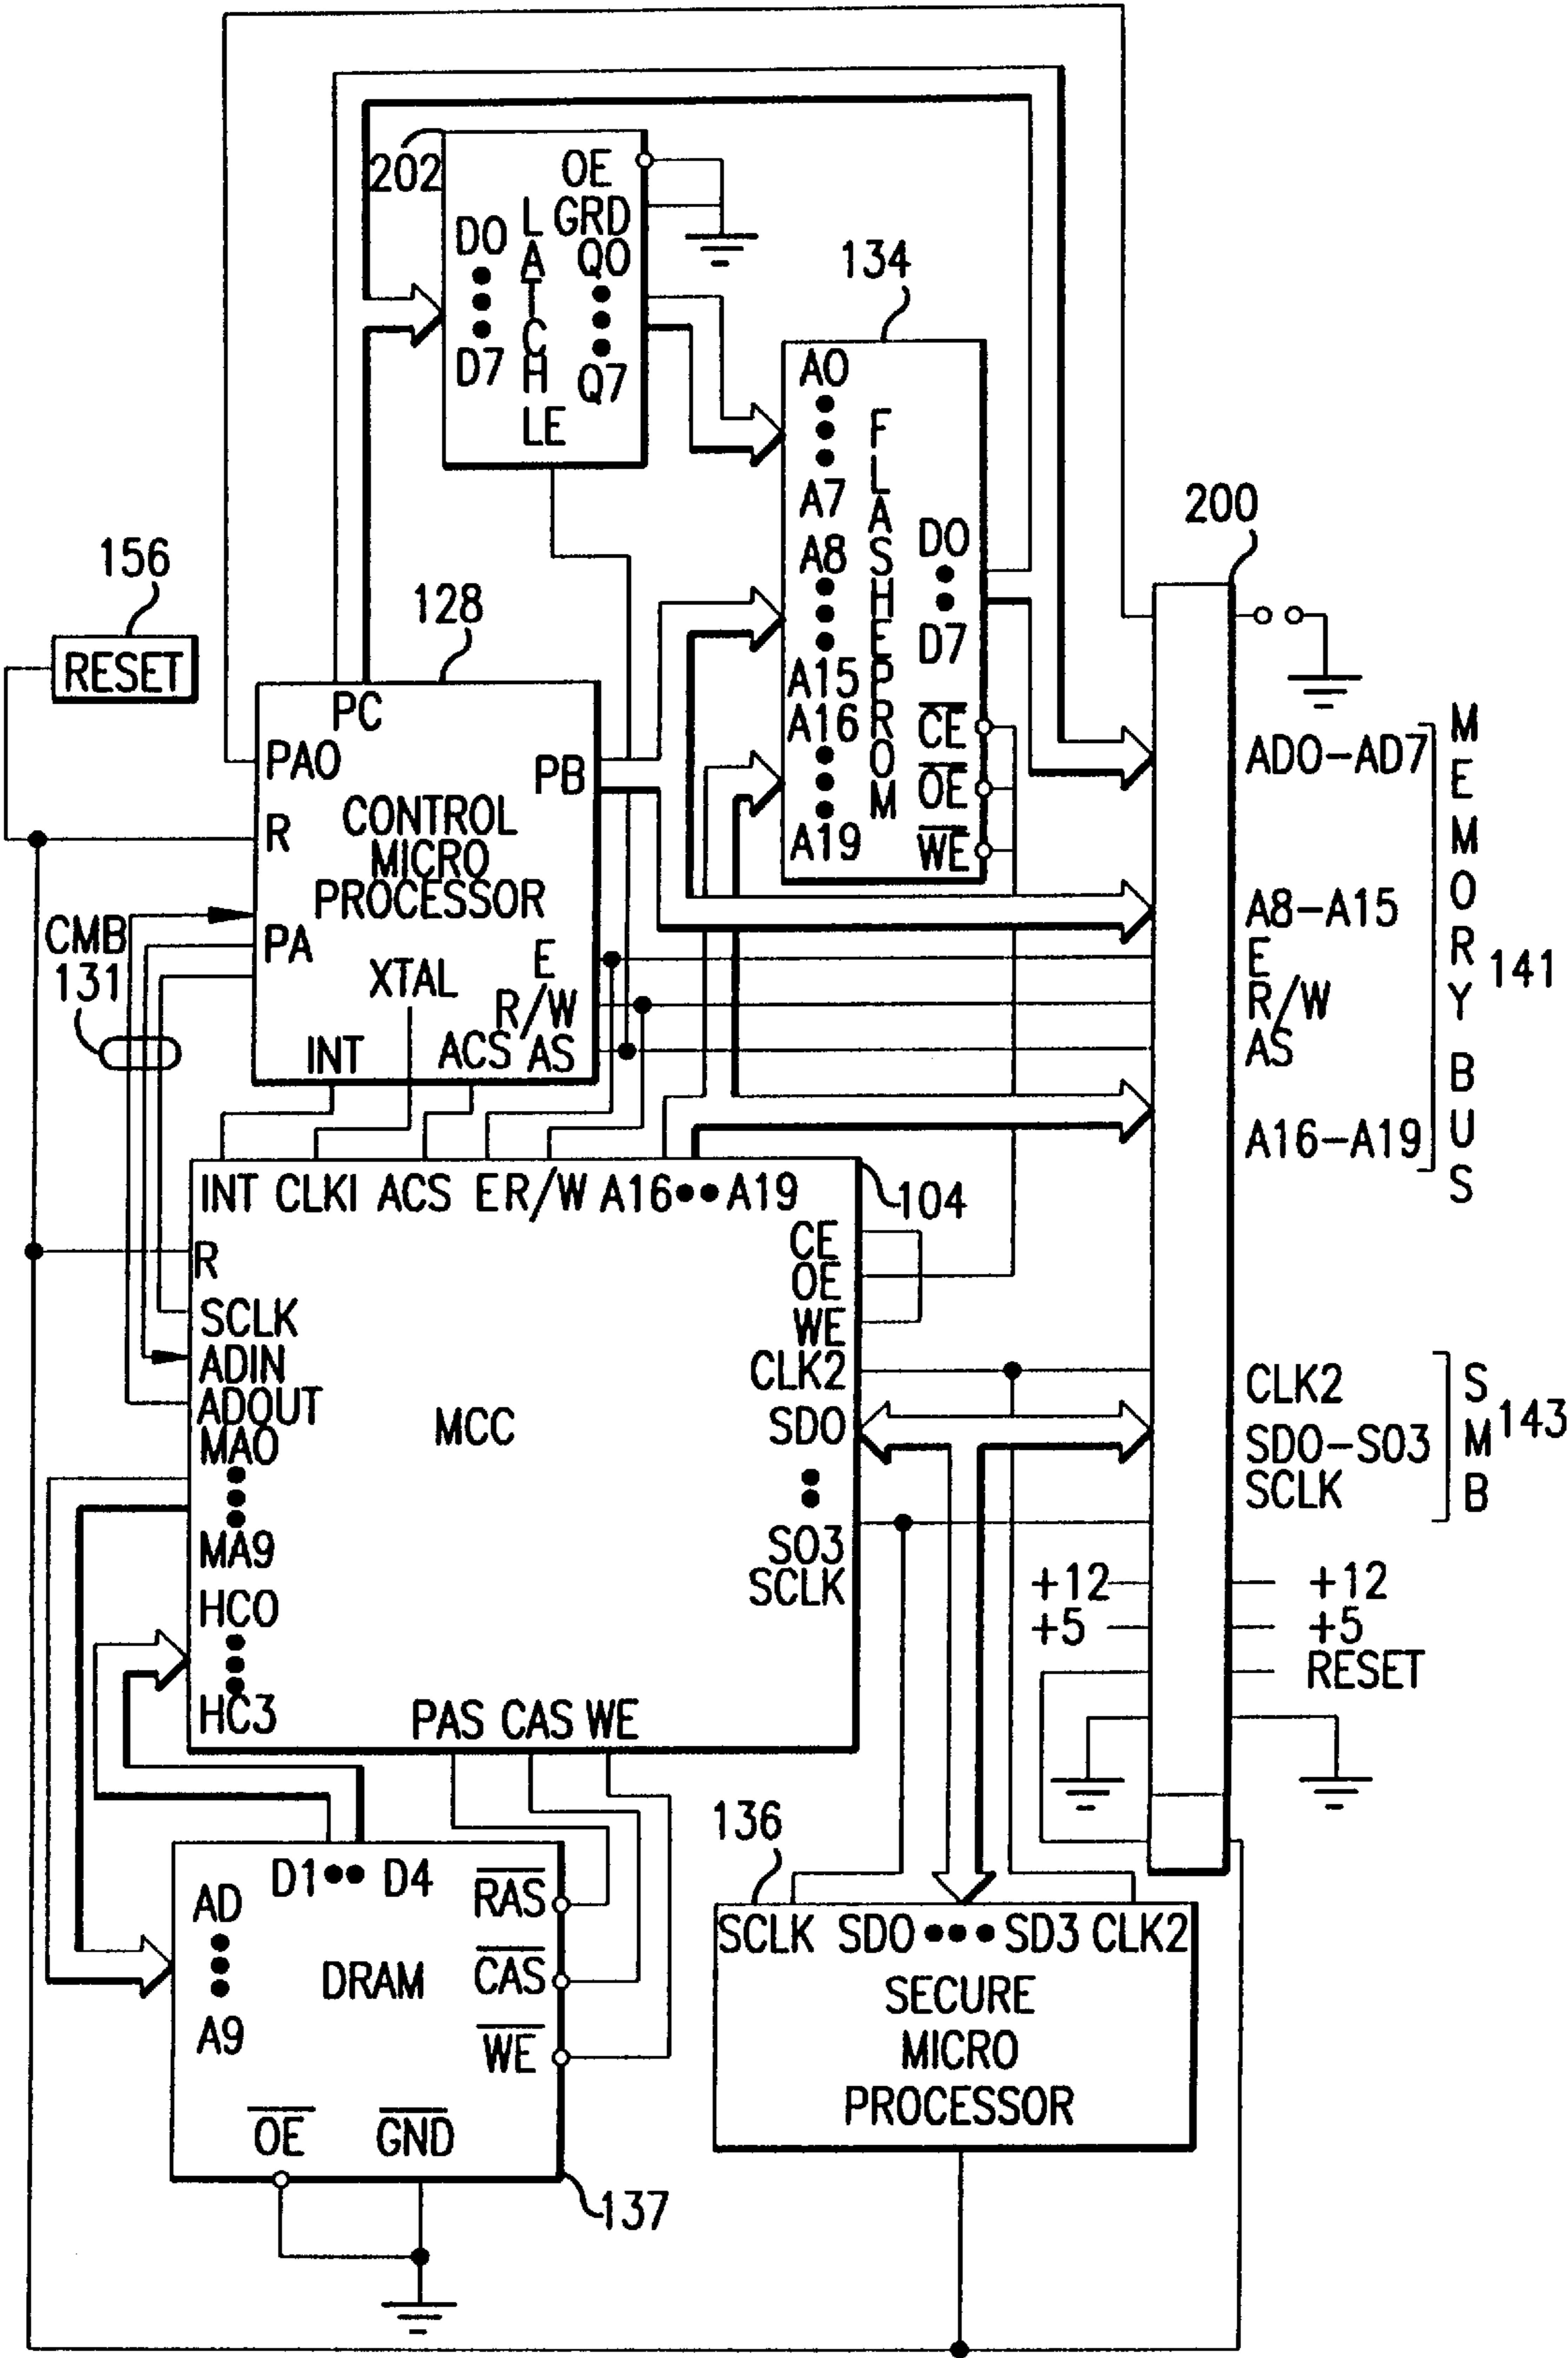 202
OE
GRD
D0
Q0
LATCH
D7
Q7
LE
134
A0
A7
A8
A15
A16
A19
FLASH EPROM
D0
D7
CE
OE
WE
200
156
RESET
128
PC
PA0
PB
R
CONTROL
MICRO
PROCESSOR
CMB
131
PA
XTAL
E
R/W
INT
ACS
AS
AD0-AD7
A8-A15
E
R/W
AS
A16-A19
MEMORY BUS
141
INT CLKI ACS E R/W A16 A19
104
R
SCLK
ADIN
ADOUT
MA0
MA9
HC0
HC3
MCC
CE
OE
WE
CLK2
SD0
SO3
SCLK
PAS CAS WE
CLK2
SD0-SO3
SCLK
SMB
143
+12
+12
+5
+5
RESET
136
D1 D4
AD
A9
DRAM
RAS
CAS
WE
OE
GND
137
SCLK SD0 SD3 CLK2
SECURE
MICRO
PROCESSOR